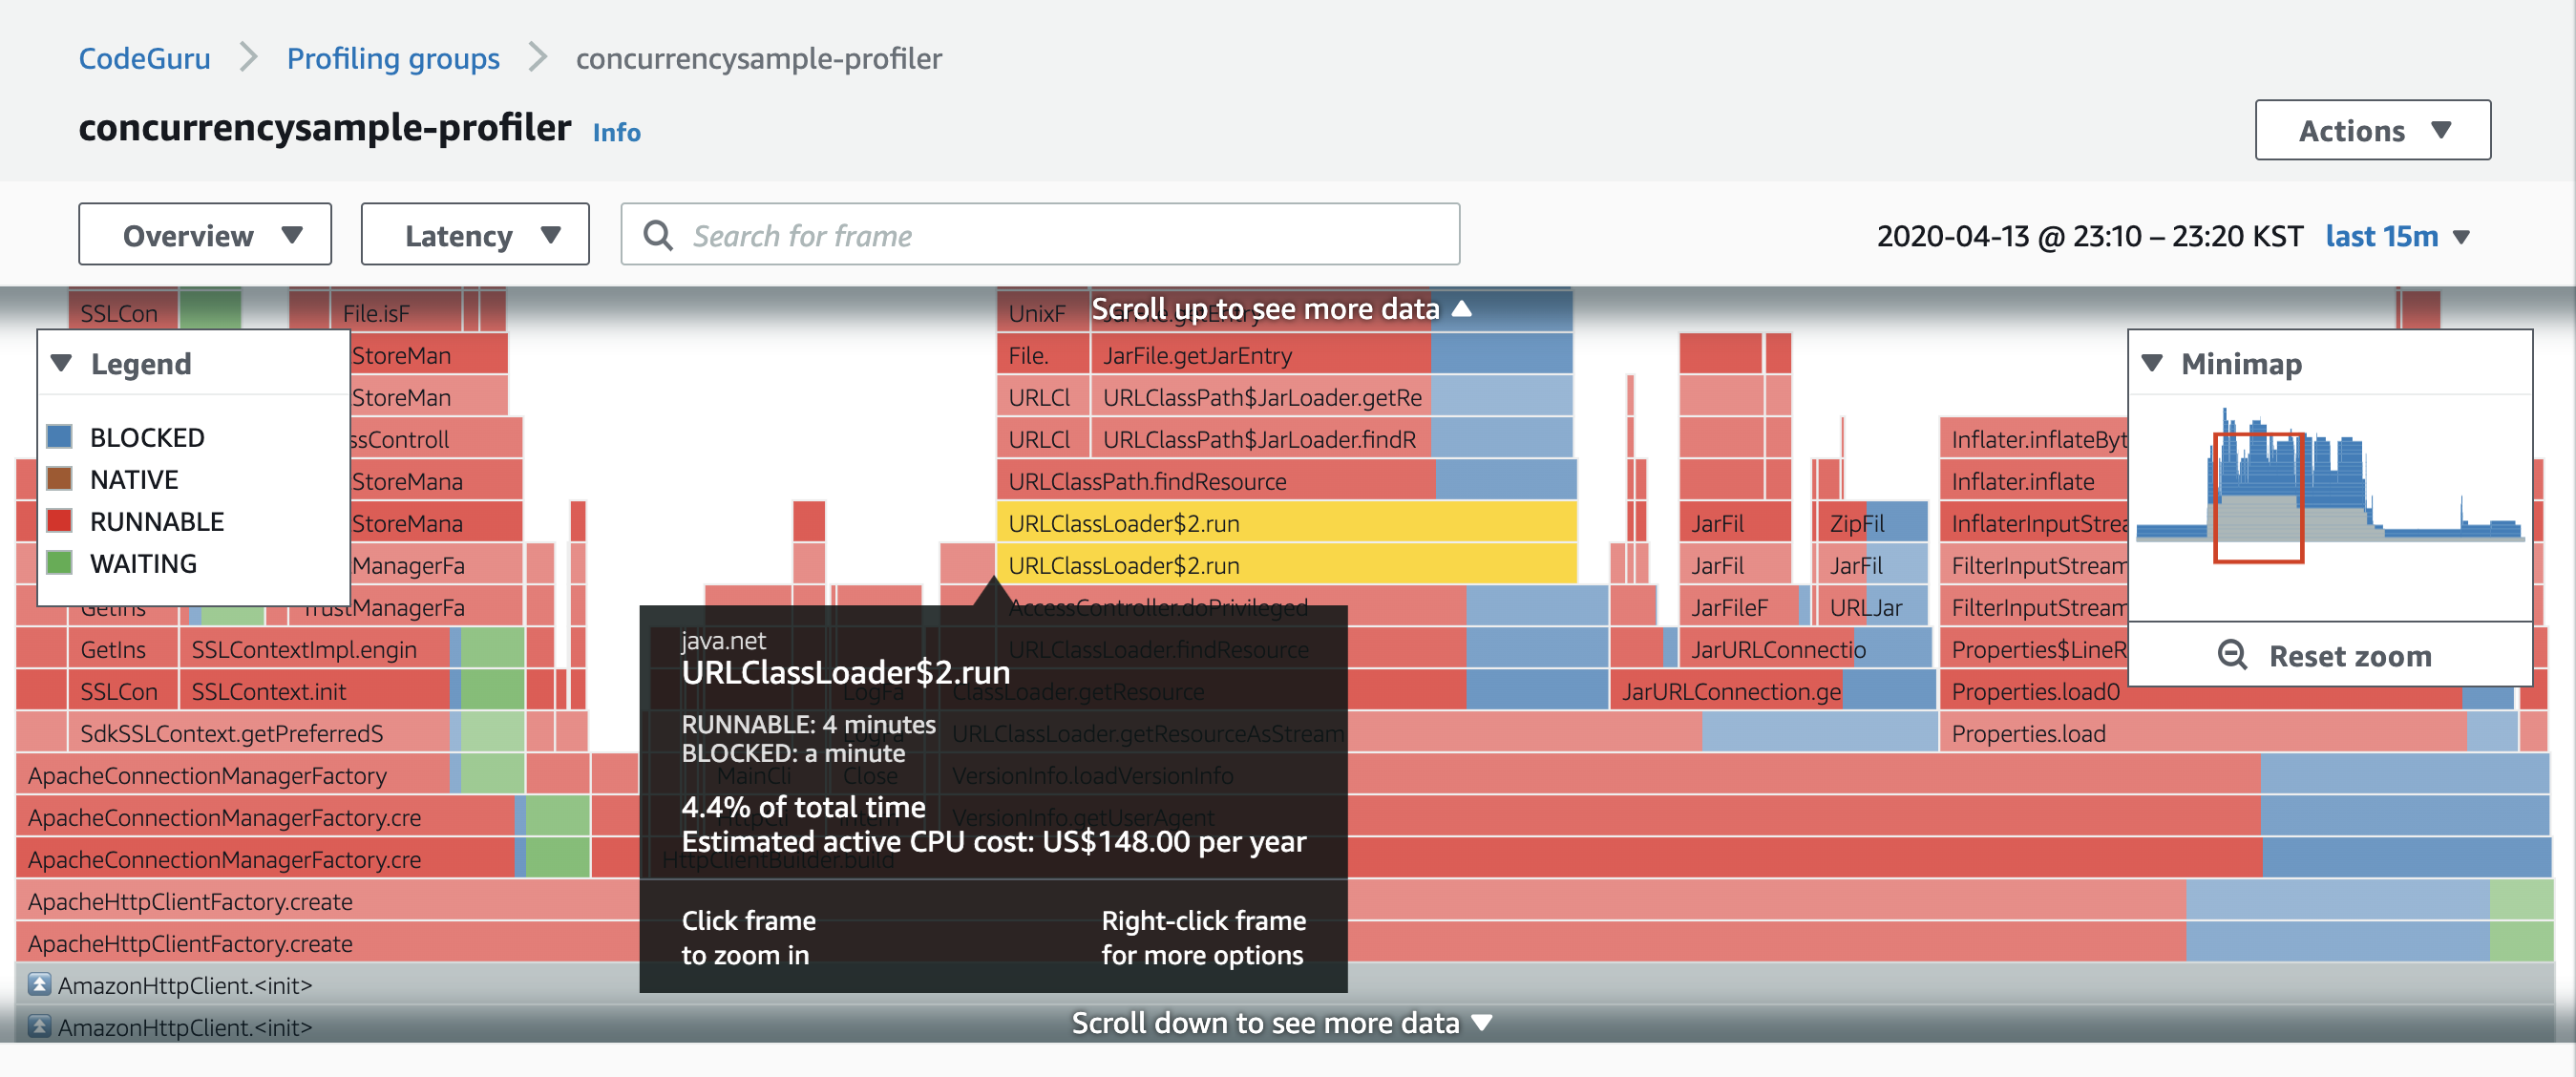 CodeGuru > Profiling groups > concurrencysample-profiler
concurrencysample-profiler Info
Actions
Overview
Latency
Search for frame
2020-04-13 @ 23:10 – 23:20 KST last 15m
Scroll up to see more data
SSLCon
File.isF
UnixF
Legend
BLOCKED
NATIVE
RUNNABLE
WAITING
Minimap
Reset zoom
StoreMan
File.
JarFile.getJarEntry
StoreMan
URLCl
URLClassPath$JarLoader.getRe
ssControll
URLCl
URLClassPath$JarLoader.findR
Inflater.inflateByt
StoreMana
URLClassPath.findResource
Inflater.inflate
StoreMana
URLClassLoader$2.run
JarFil
ZipFil
InflaterInputStrea
ManagerFa
URLClassLoader$2.run
JarFil
JarFil
FilterInputStream
GetIns
TrustManagerFa
AccessController.doPrivileged
JarFileF
URLJar
FilterInputStream
GetIns
SSLContextImpl.engin
URLClassLoader.findResource
JarURLConnectio
Properties$LineR
SSLCon
SSLContext.init
LogFa
ClassLoader.getResource
JarURLConnection.ge
Properties.load0
SdkSSLContext.getPreferredS
LogFa
URLClassLoader.getResourceAsStream
Properties.load
ApacheConnectionManagerFactory
MainCli
Close
VersionInfo.loadVersionInfo
ApacheConnectionManagerFactory.cre
HttpCli
VersionInfo.getUserAgent
ApacheConnectionManagerFactory.cre
HttpClientBuilder.build
ApacheHttpClientFactory.create
ApacheHttpClientFactory.create
AmazonHttpClient.<init>
AmazonHttpClient.<init>
java.net
URLClassLoader$2.run
RUNNABLE: 4 minutes
BLOCKED: a minute
4.4% of total time
Estimated active CPU cost: US$148.00 per year
Click frame
to zoom in
Right-click frame
for more options
Scroll down to see more data